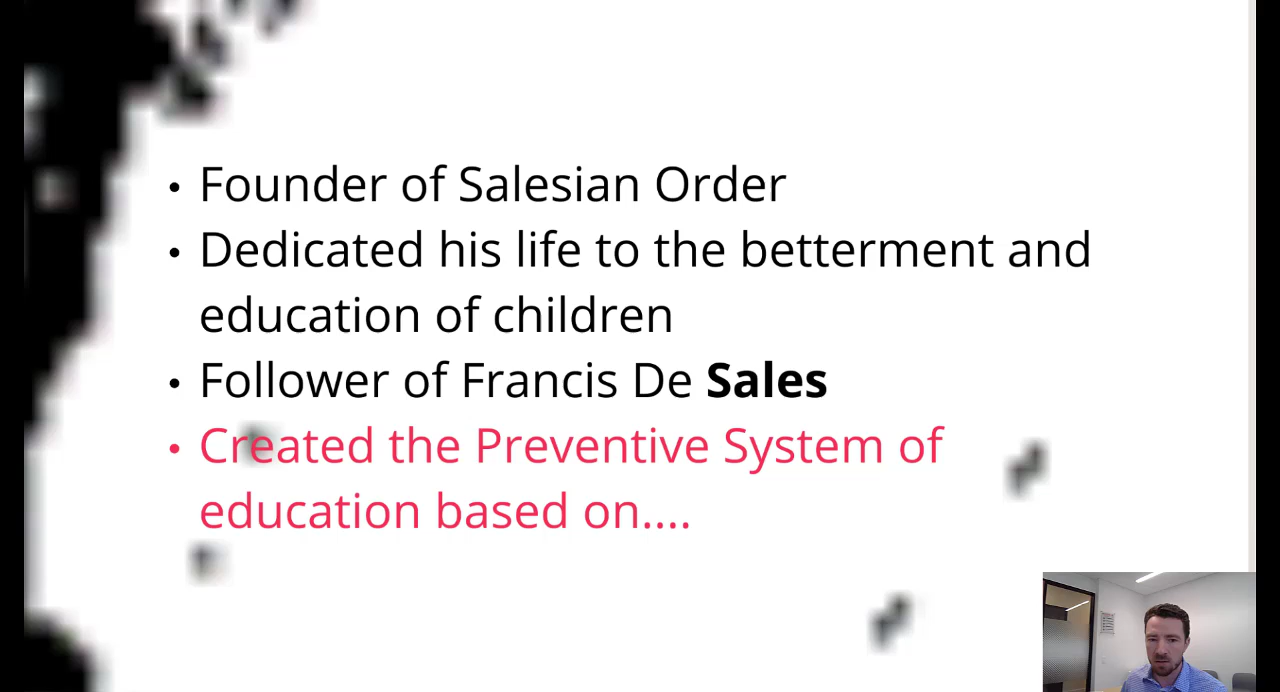 • Founder of Salesian Order
• Dedicated his life to the betterment and
education of children
• Follower of Francis De Sales
• Created the Preventive System of
education based on....